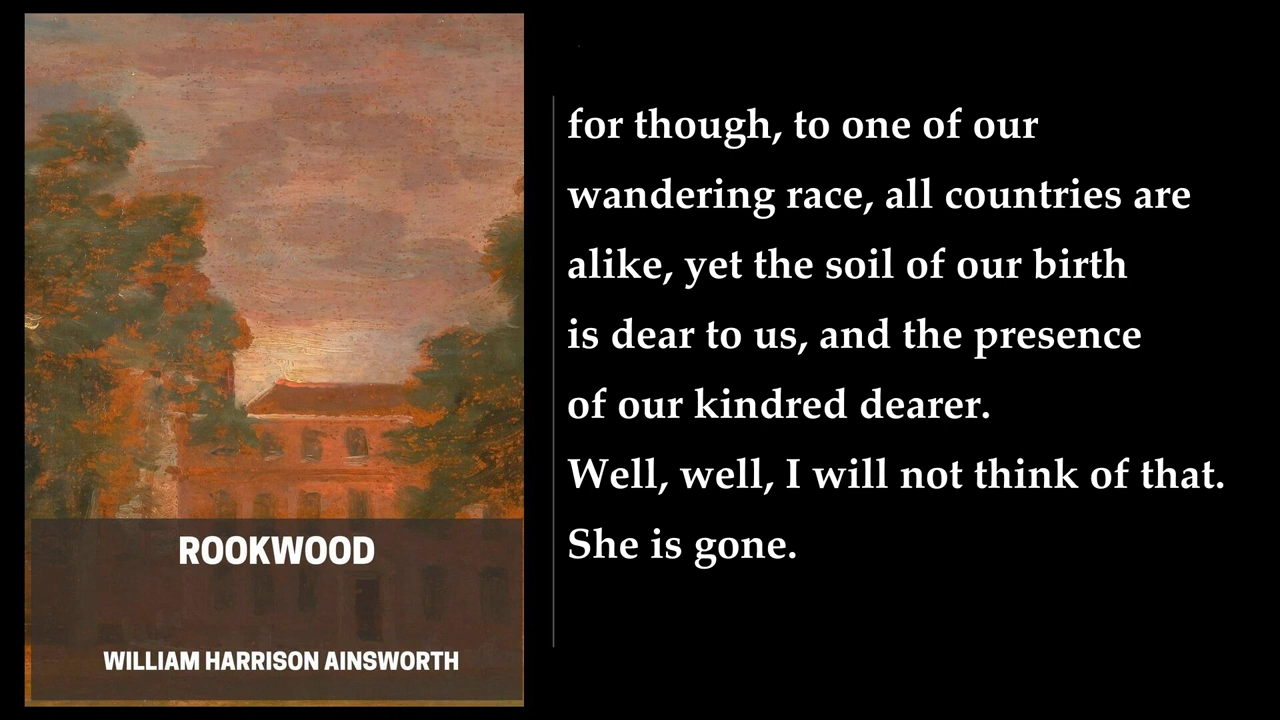 ROOKWOOD
WILLIAM HARRISON AINSWORTH
for though, to one of our
wandering race, all countries are
alike, yet the soil of our birth
is dear to us, and the presence
of our kindred dearer.
Well, well, I will not think of that.
She is gone.